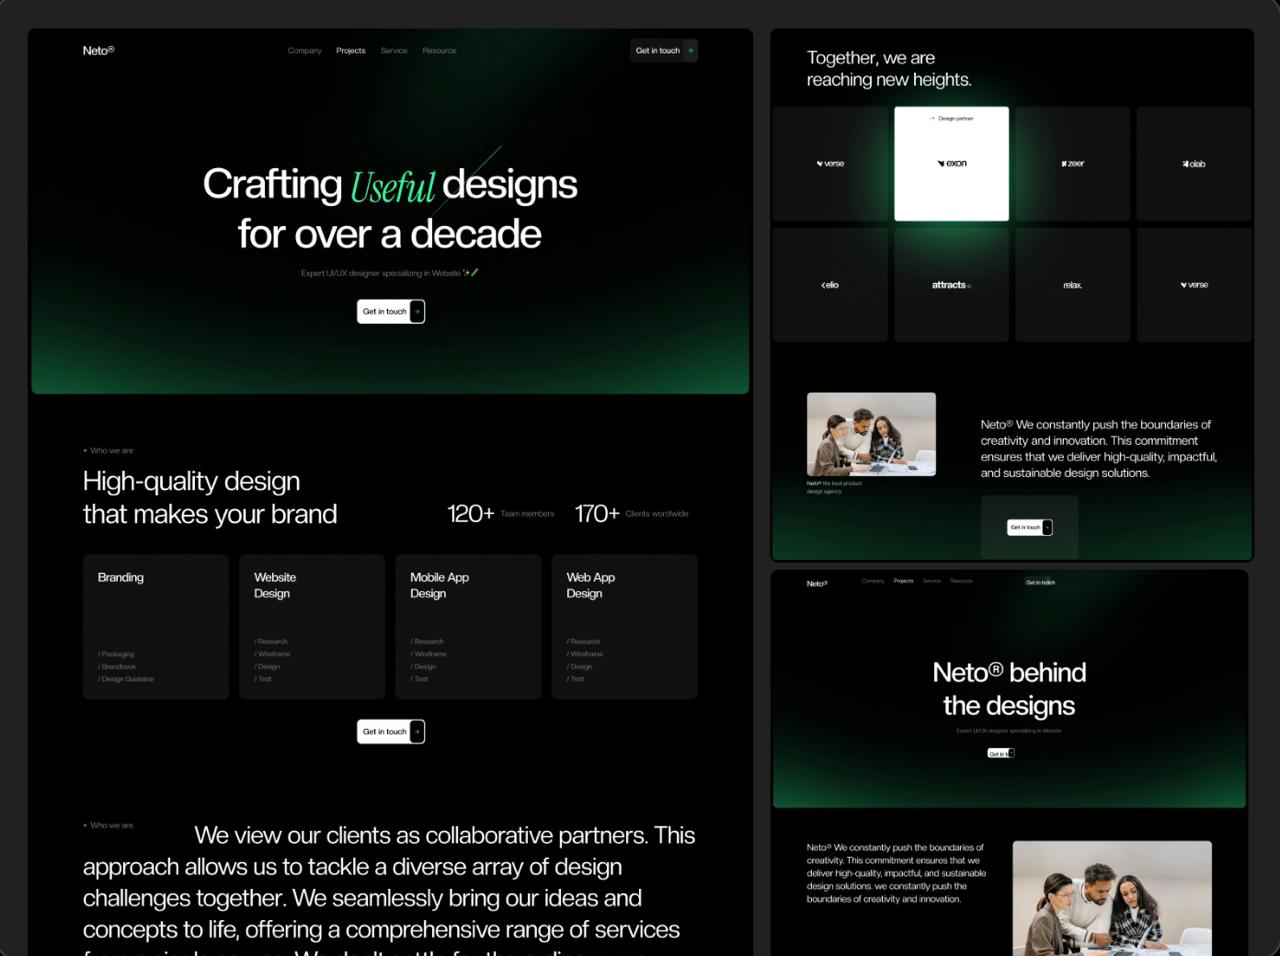 Neto®
Company Projects Service Resource
Get in touch
Crafting Useful designs
for over a decade
Expert UI/UX designer specializing in Website
Get in touch
Who we are
High-quality design
that makes your brand
120+ Team members 170+ Clients wordlwide
Branding
/ Packaging
/ Brandbook
/ Design Guideline
Website
Design
/ Research
/ Wireframe
/ Design
/ Test
Mobile App
Design
/ Research
/ Wireframe
/ Design
/ Test
Web App
Design
/ Research
/ Wireframe
/ Design
/ Test
Get in touch
Who we are
We view our clients as collaborative partners. This
approach allows us to tackle a diverse array of design
challenges together. We seamlessly bring our ideas and
concepts to life, offering a comprehensive range of services
Together, we are
reaching new heights.
verse
Design partner
exon
zeer
olab
elio
attracts
relax.
verse
Neto® the best product
design agency.
Neto® We constantly push the boundaries of
creativity and innovation. This commitment
ensures that we deliver high-quality, impactful,
and sustainable design solutions.
Get in touch
Neto®
Company Projects Service Resource
Get in touch
Neto® behind
the designs
Expert UI/UX designer specializing in Website
Get in t
Neto® We constantly push the boundaries of
creativity. This commitment ensures that we
deliver high-quality, impactful, and sustainable
design solutions. we constantly push the
boundaries of creativity and innovation.